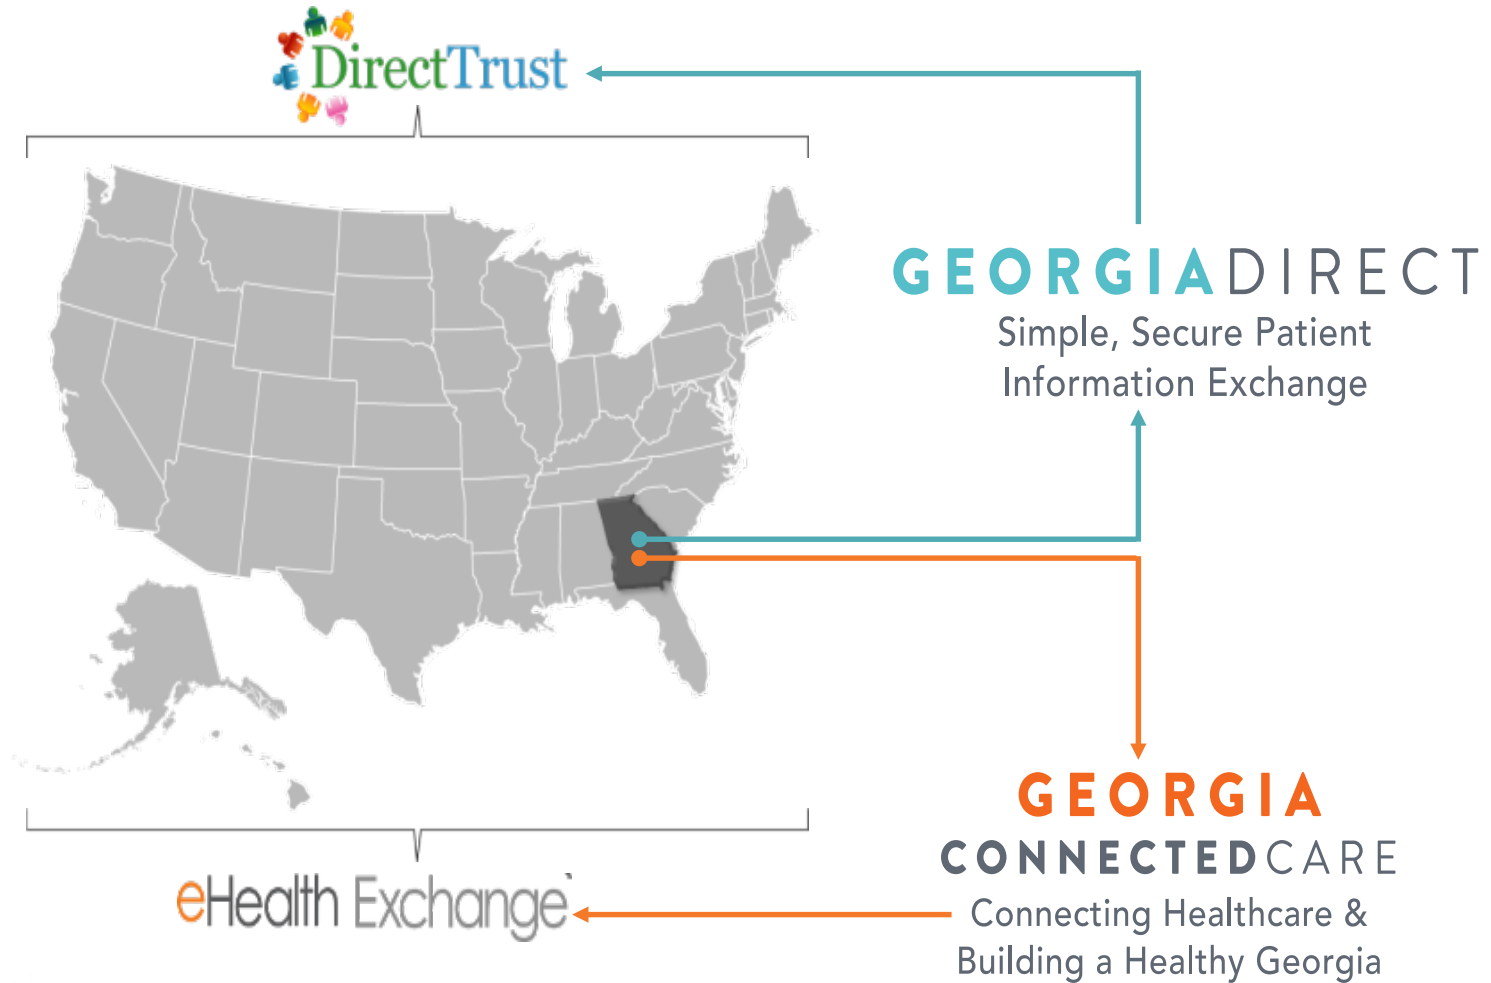 DirectTrust
GEORGIADIRECT
Simple, Secure Patient
Information Exchange
GEORGIA
CONNECTEDCARE
Connecting Healthcare &
Building a Healthy Georgia
eHealth Exchange